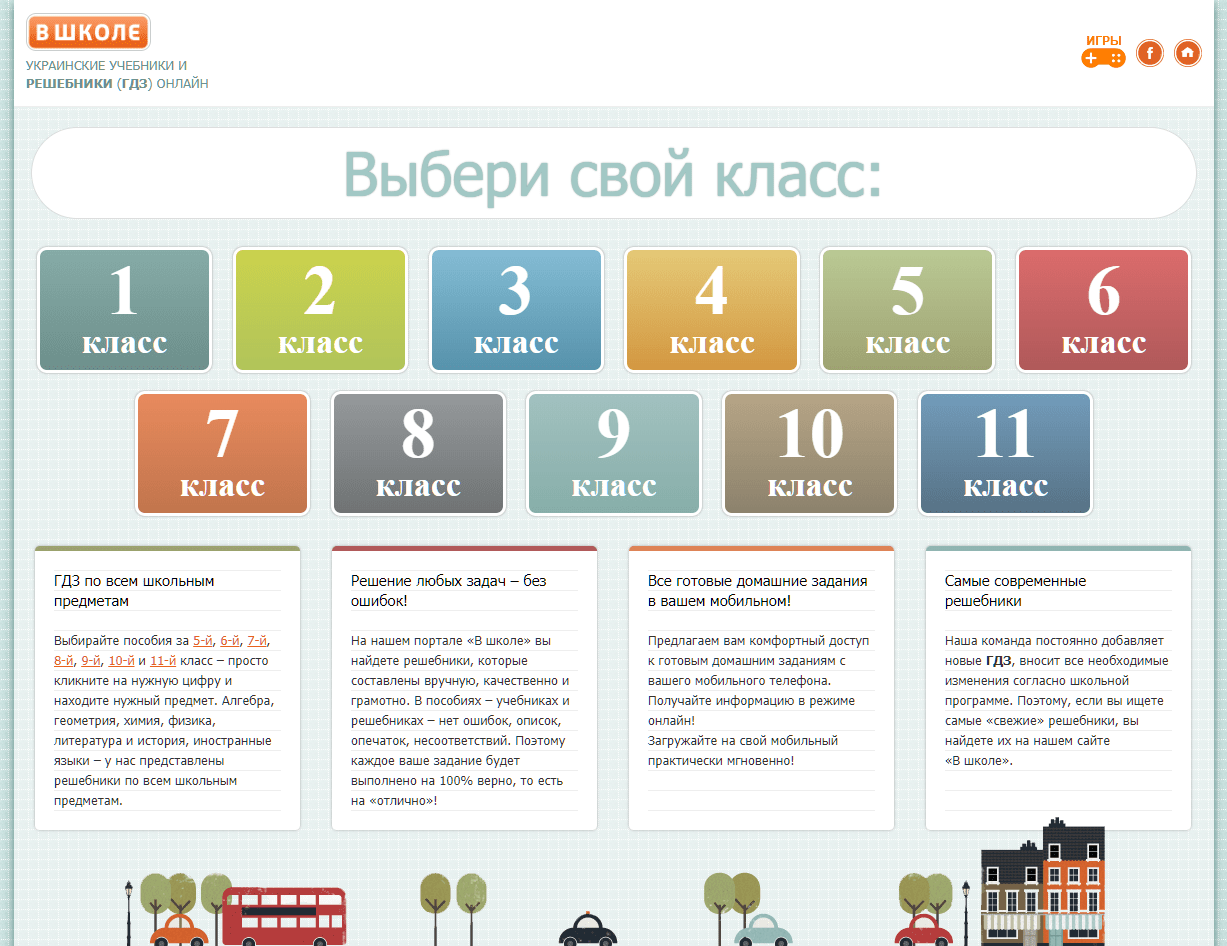 В ШКОЛЕ
УКРАИНСКИЕ УЧЕБНИКИ И
РЕШЕБНИКИ (ГДЗ) ОНЛАЙН
ИГРЫ
f
Выбери свой класс:
1
класс
2
класс
3
класс
4
класс
5
класс
6
класс
7
класс
8
класс
9
класс
10
класс
11
класс
ГДЗ по всем школьным
предметам
Выбирайте пособия за 5-й, 6-й, 7-й,
8-й, 9-й, 10-й и 11-й класс – просто
кликните на нужную цифру и
находите нужный предмет. Алгебра,
геометрия, химия, физика,
литература и история, иностранные
языки – у нас представлены
решебники по всем школьным
предметам.
Решение любых задач – без
ошибок!
На нашем портале «В школе» вы
найдете решебники, которые
составлены вручную, качественно и
грамотно. В пособиях – учебниках и
решебниках – нет ошибок, описок,
опечаток, несоответствий. Поэтому
каждое ваше задание будет
выполнено на 100% верно, то есть
на «отлично»!
Все готовые домашние задания
в вашем мобильном!
Предлагаем вам комфортный доступ
к готовым домашним заданиям с
вашего мобильного телефона.
Получайте информацию в режиме
онлайн!
Загружайте на свой мобильный
практически мгновенно!
Самые современные
решебники
Наша команда постоянно добавляет
новые ГДЗ, вносит все необходимые
изменения согласно школьной
программе. Поэтому, если вы ищете
самые «свежие» решебники, вы
найдете их на нашем сайте
«В школе».